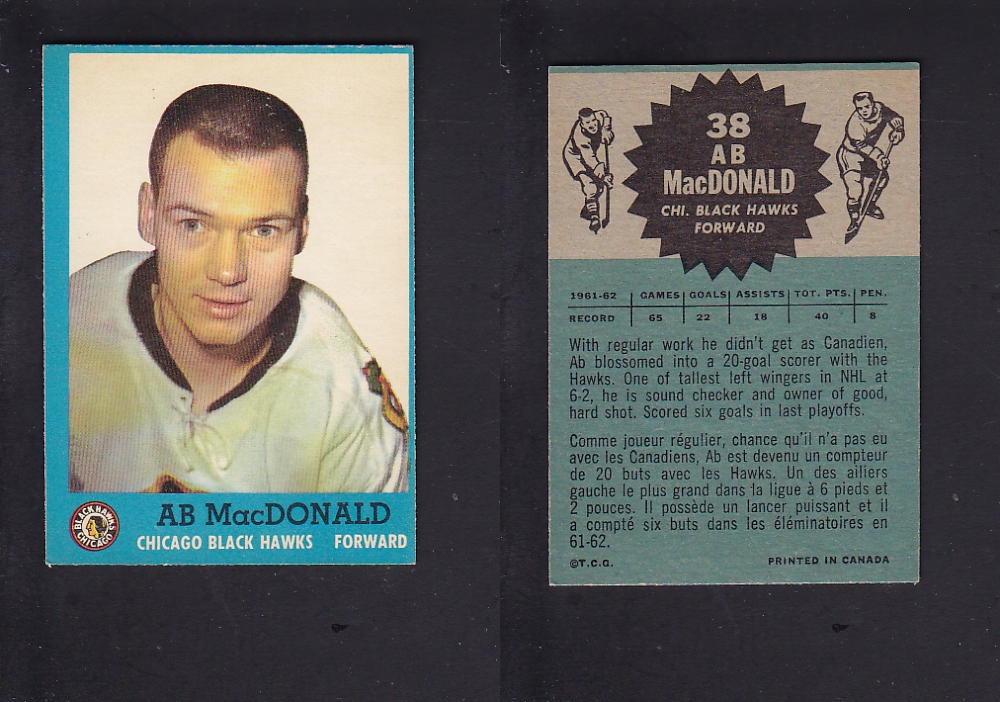 BLACK HAWKS
CHICAGO
AB MacDONALD
CHICAGO BLACK HAWKS FORWARD
38
AB
MacDONALD
CHI. BLACK HAWKS
FORWARD
1961-62 GAMES GOALS ASSISTS TOT. PTS. PEN.
RECORD 65 22 18 40 8
With regular work he didn't get as Canadien,
Ab blossomed into a 20-goal scorer with the
Hawks. One of tallest left wingers in NHL at
6-2, he is sound checker and owner of good,
hard shot. Scored six goals in last playoffs.
Comme joueur régulier, chance qu'il n'a pas eu
avec les Canadiens, Ab est devenu un compteur
de 20 buts avec les Hawks. Un des ailiers
gauche le plus grand dans la ligue à 6 pieds et
2 pouces. Il possède un lancer puissant et il
a compté six buts dans les éléminatoires en
61-62.
©T.C.G. PRINTED IN CANADA